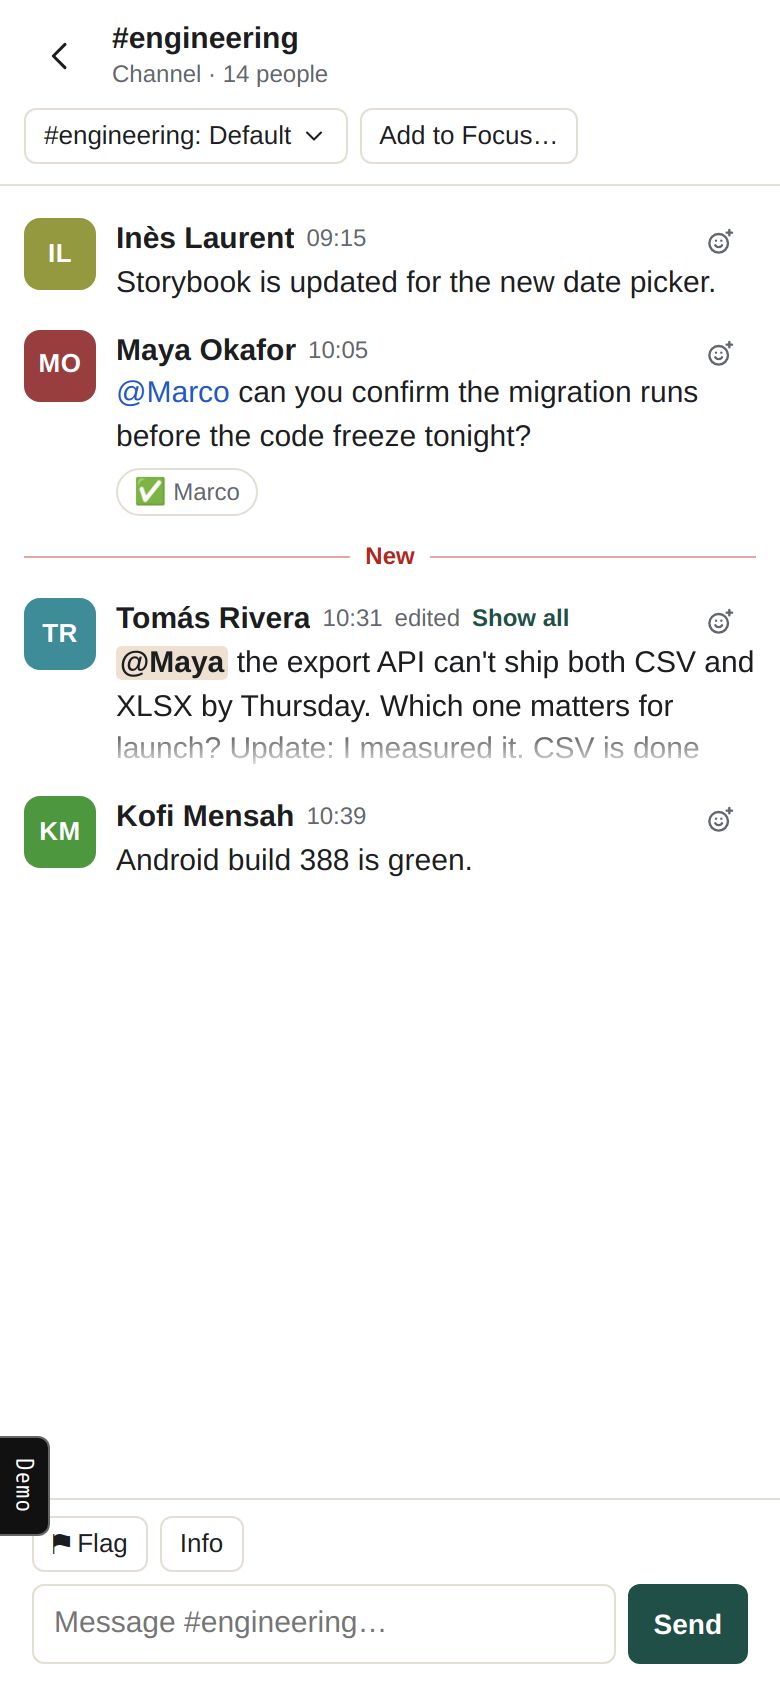 #engineering
Channel · 14 people
#engineering: Default
Add to Focus…
IL
Inès Laurent 09:15
Storybook is updated for the new date picker.
MO
Maya Okafor 10:05
@Marco can you confirm the migration runs
before the code freeze tonight?
✅ Marco
New
TR
Tomás Rivera 10:31 edited Show all
@Maya the export API can't ship both CSV and
XLSX by Thursday. Which one matters for
launch? Update: I measured it. CSV is done
KM
Kofi Mensah 10:39
Android build 388 is green.
Demo
Flag
Info
Message #engineering…
Send